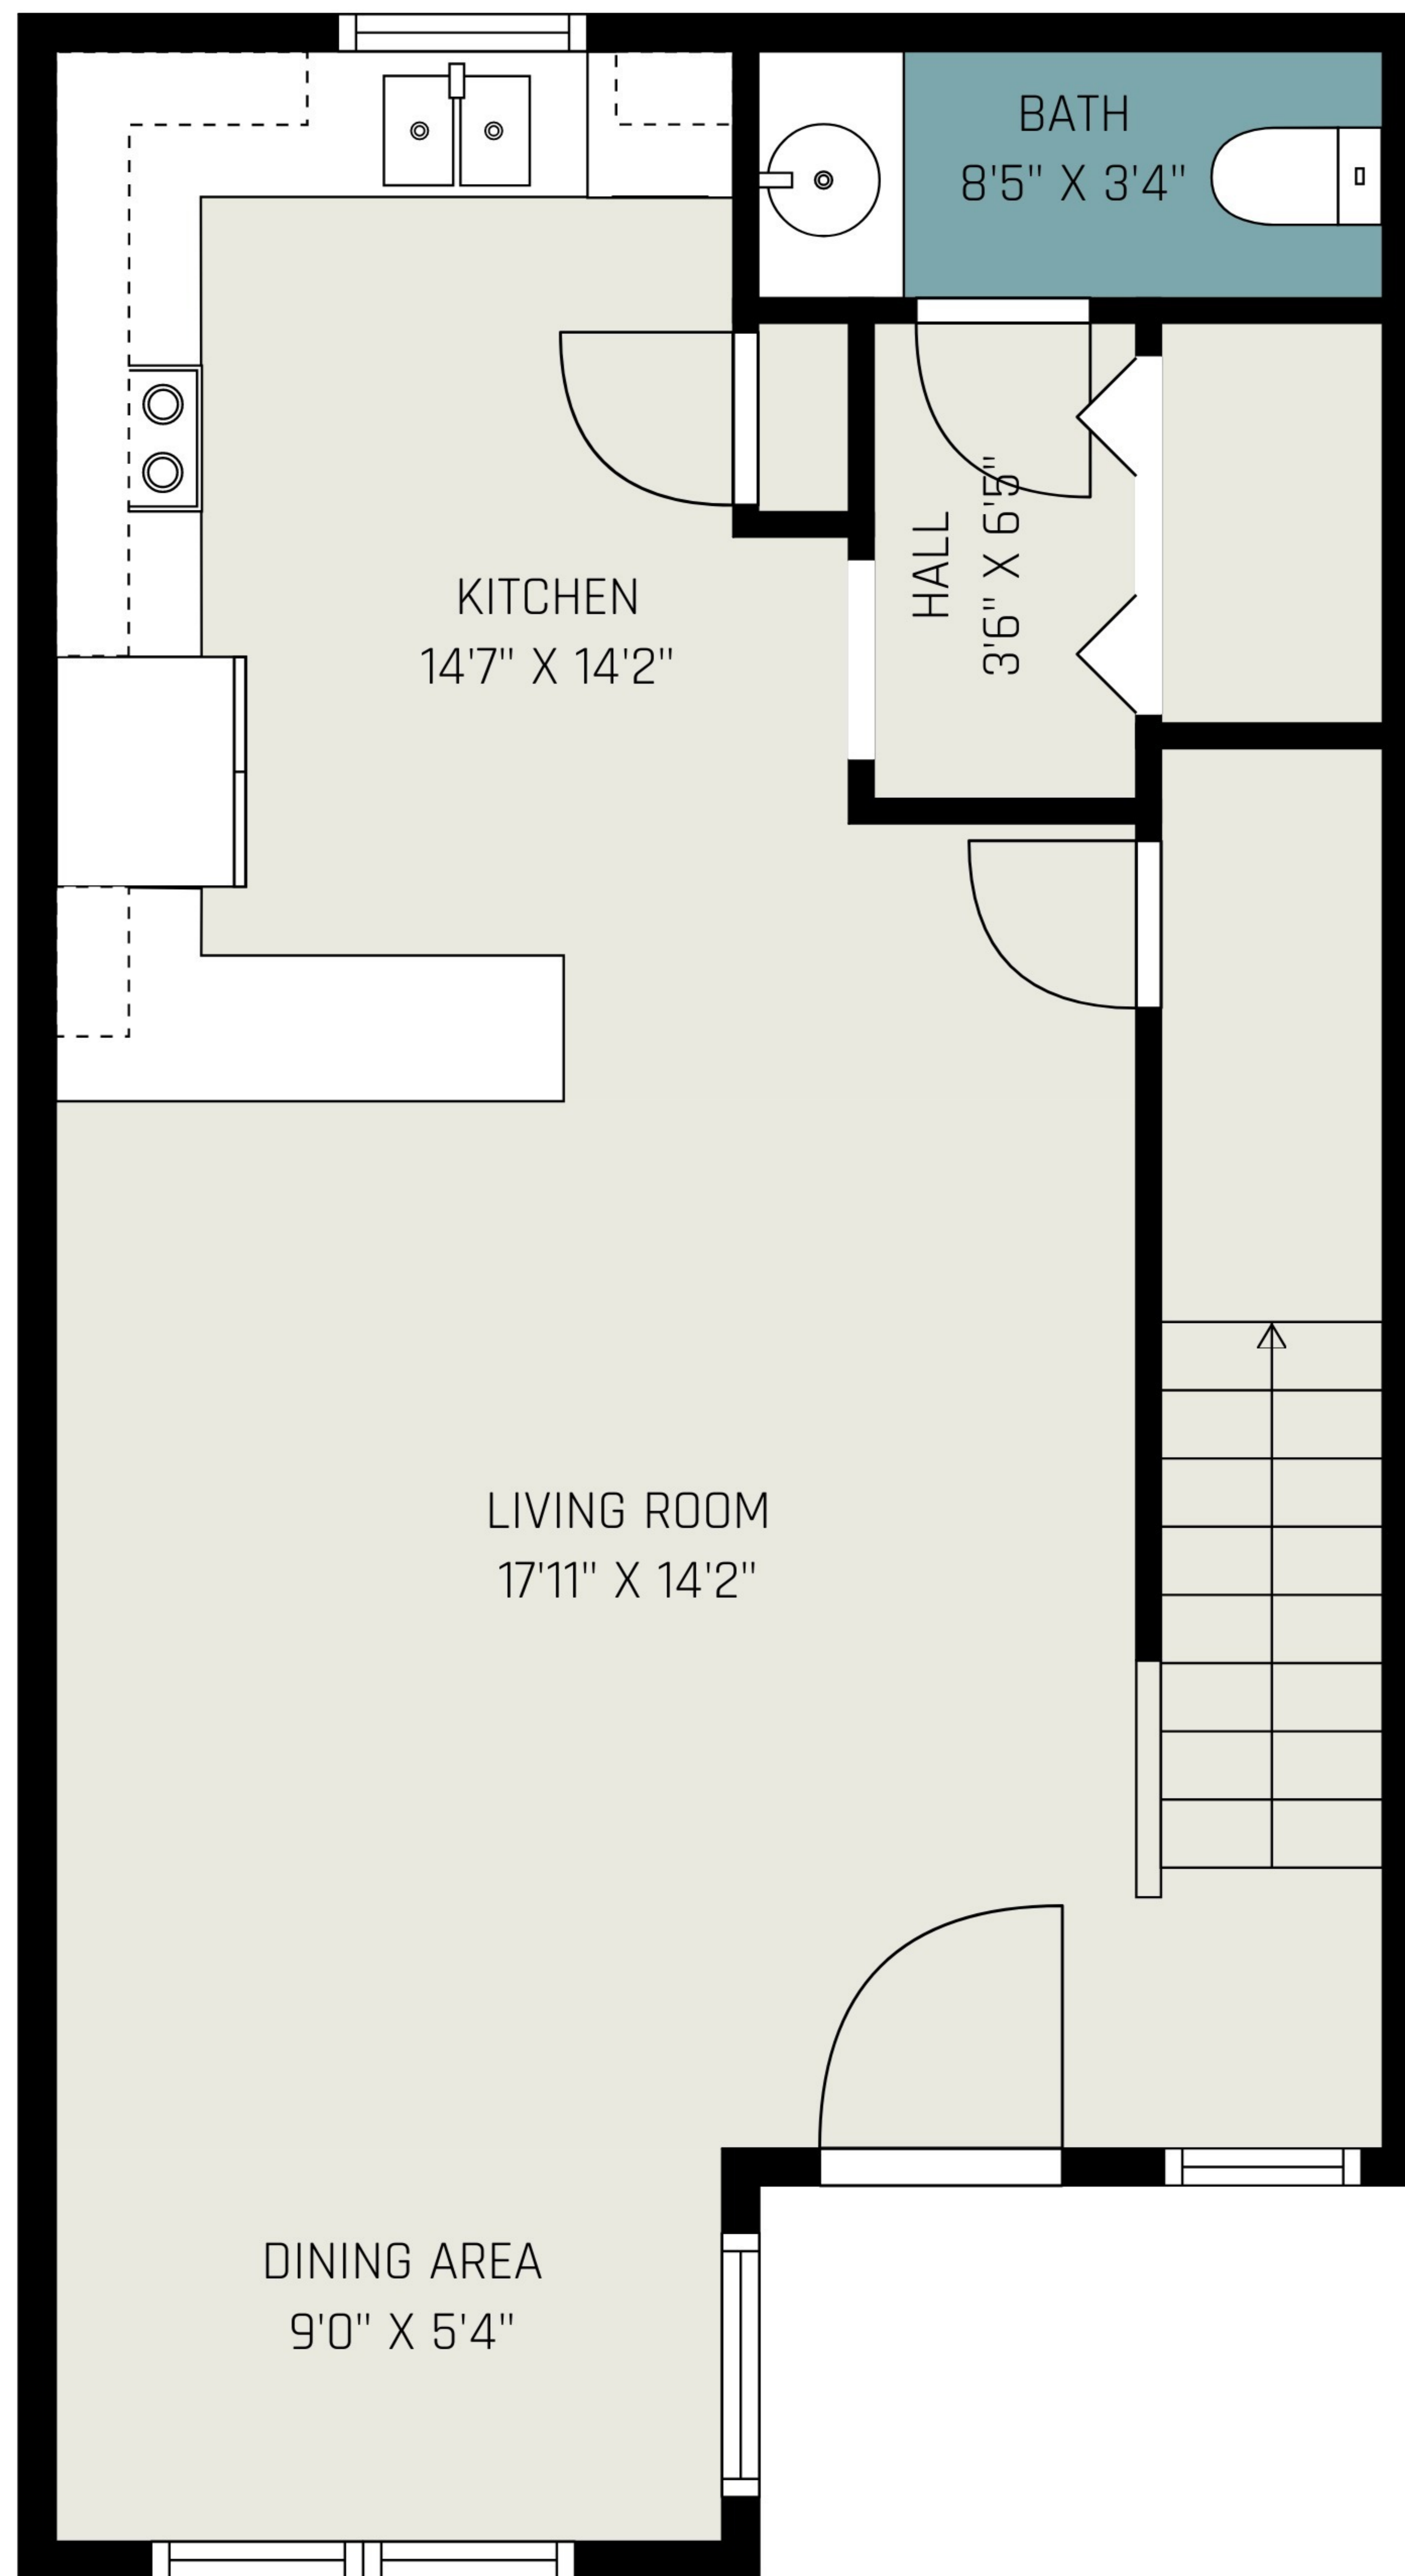 BATH
8'5" X 3'4"
HALL
3'6" X 6'5"
KITCHEN
14'7" X 14'2"
LIVING ROOM
17'11" X 14'2"
DINING AREA
9'0" X 5'4"